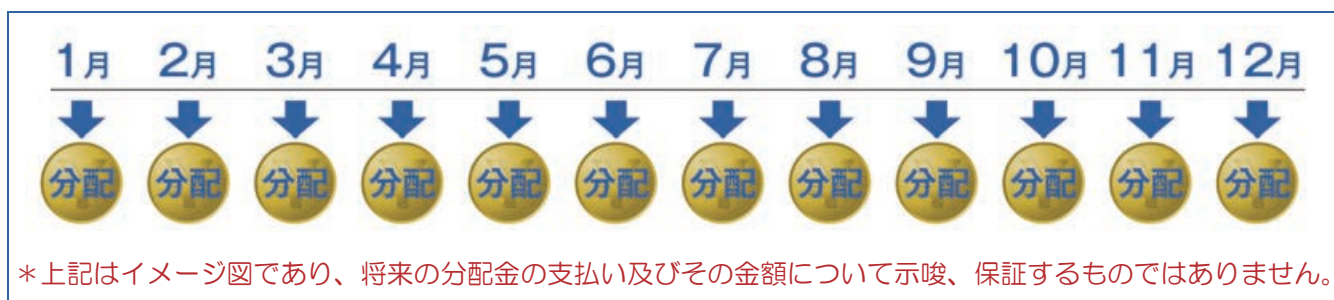 1月 2月 3月 4月 5月 6月 7月 8月 9月 10月 11月 12月
分配 分配 分配 分配 分配 分配 分配 分配 分配 分配 分配 分配
*上記はイメージ図であり、将来の分配金の支払い及びその金額について示唆、保証するものではありません。